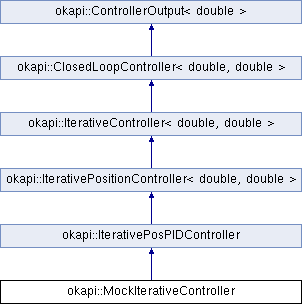 okapi::ControllerOutput< double >
okapi::ClosedLoopController< double, double >
okapi::IterativeController< double, double >
okapi::IterativePositionController< double, double >
okapi::IterativePosPIDController
okapi::MockIterativeController